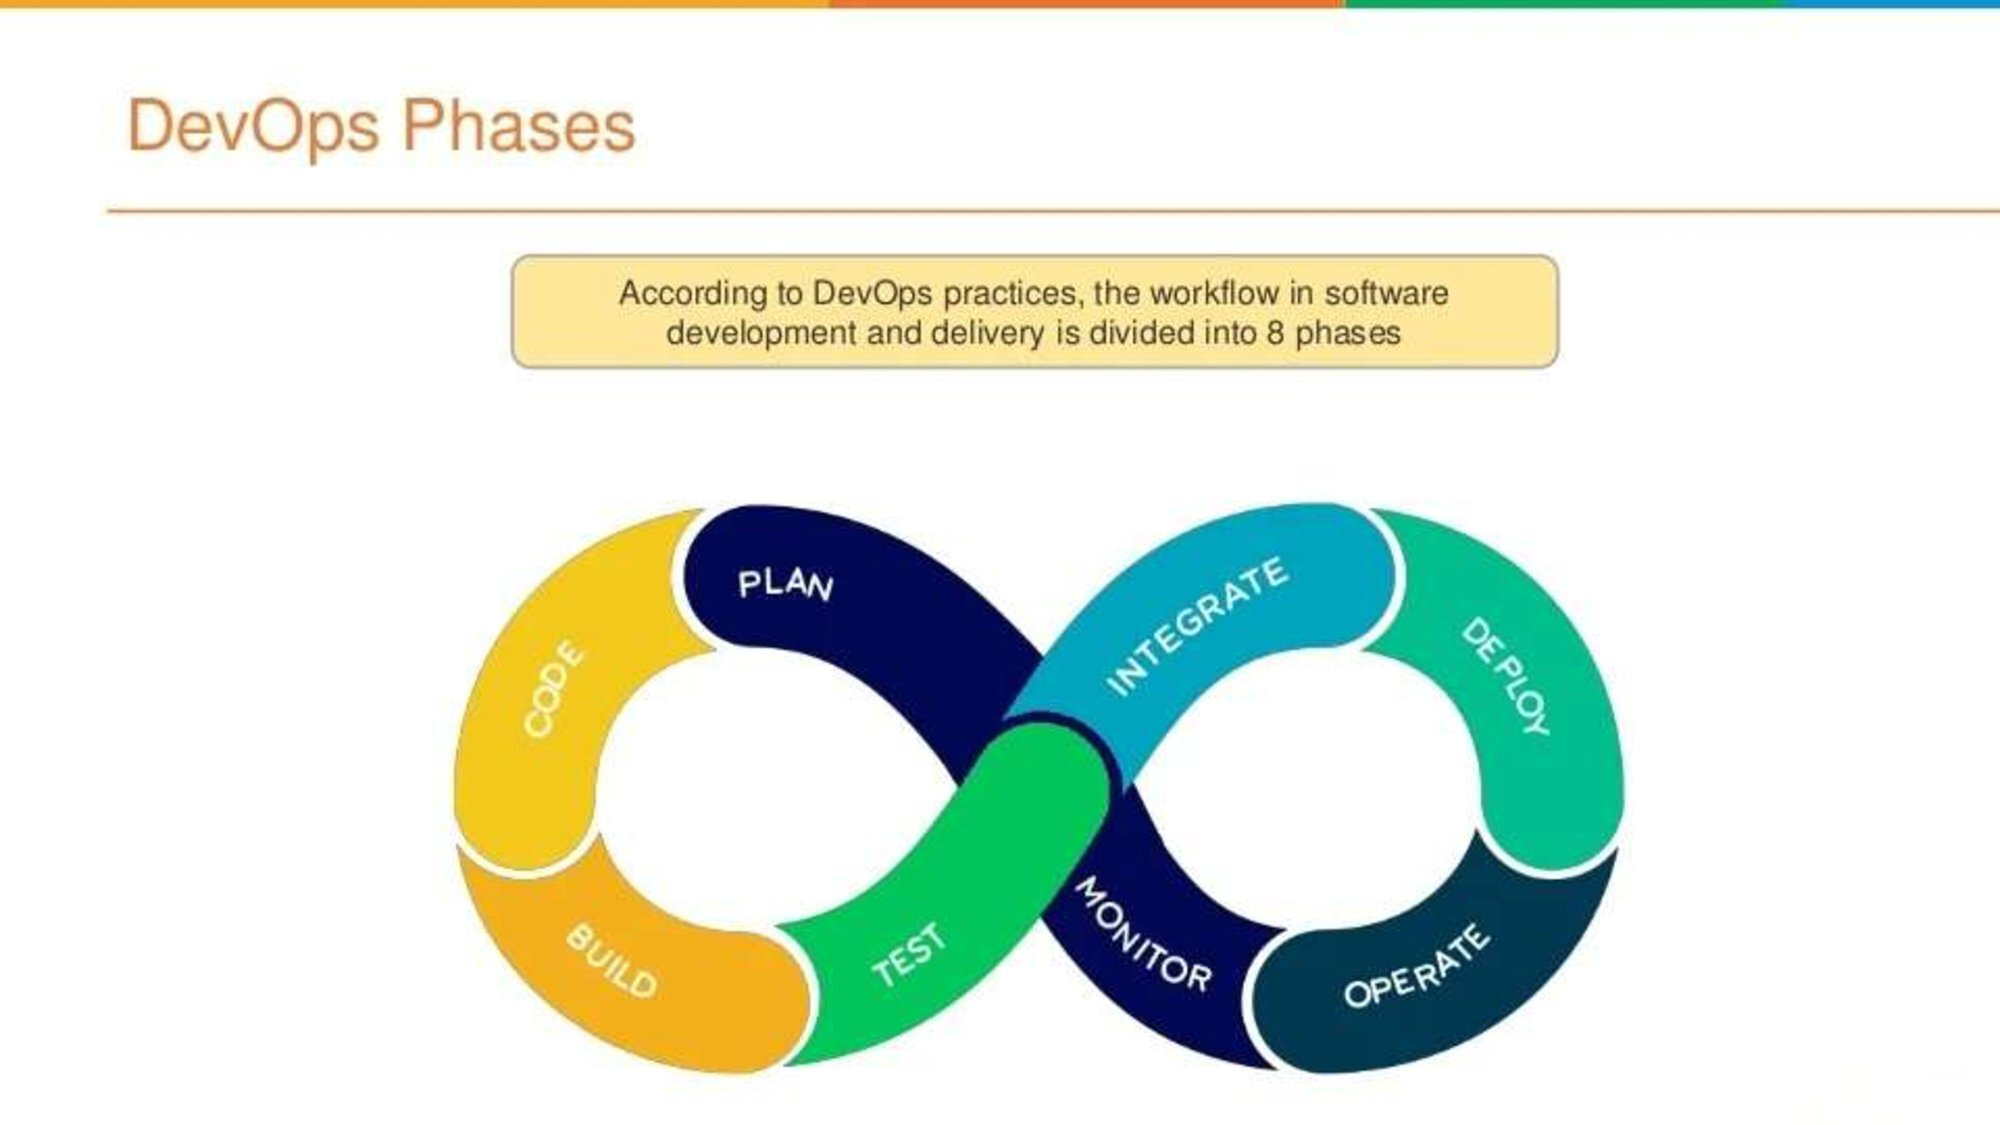 DevOps Phases
According to DevOps practices, the workflow in software
development and delivery is divided into 8 phases
PLAN
CODE
BUILD
TEST
INTEGRATE
DEPLOY
OPERATE
MONITOR